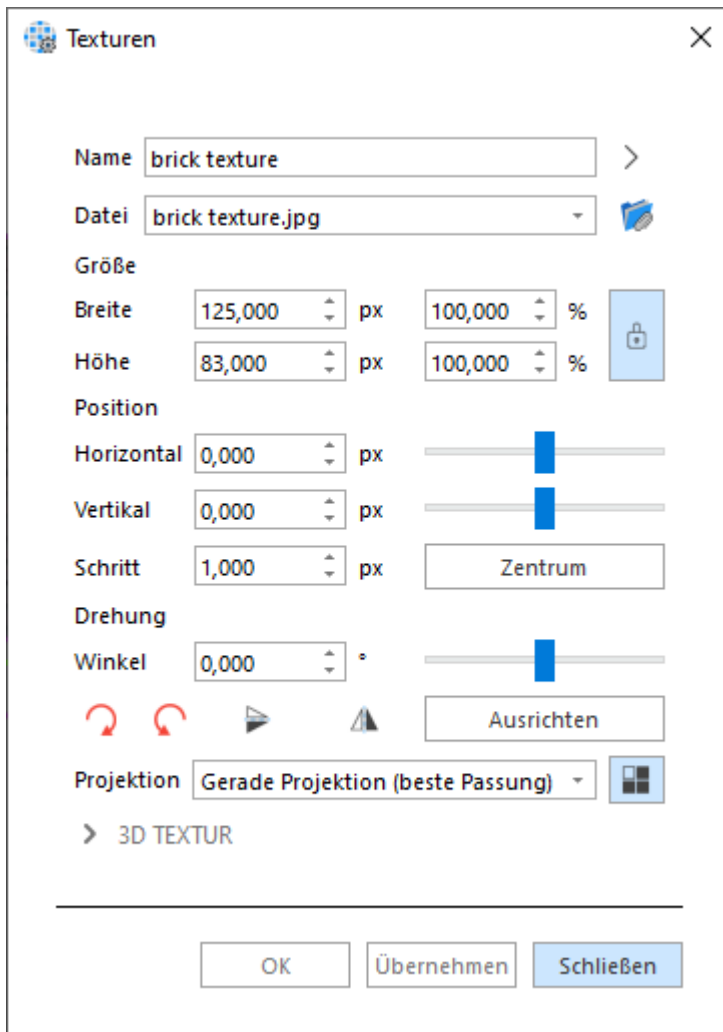 Texturen
Name brick texture
Datei brick texture.jpg
Größe
Breite 125,000 px 100,000 %
Höhe 83,000 px 100,000 %
Position
Horizontal 0,000 px
Vertikal 0,000 px
Schritt 1,000 px Zentrum
Drehung
Winkel 0,000 °
Ausrichten
Projektion Gerade Projektion (beste Passung)
3D TEXTUR
OK Übernehmen Schließen